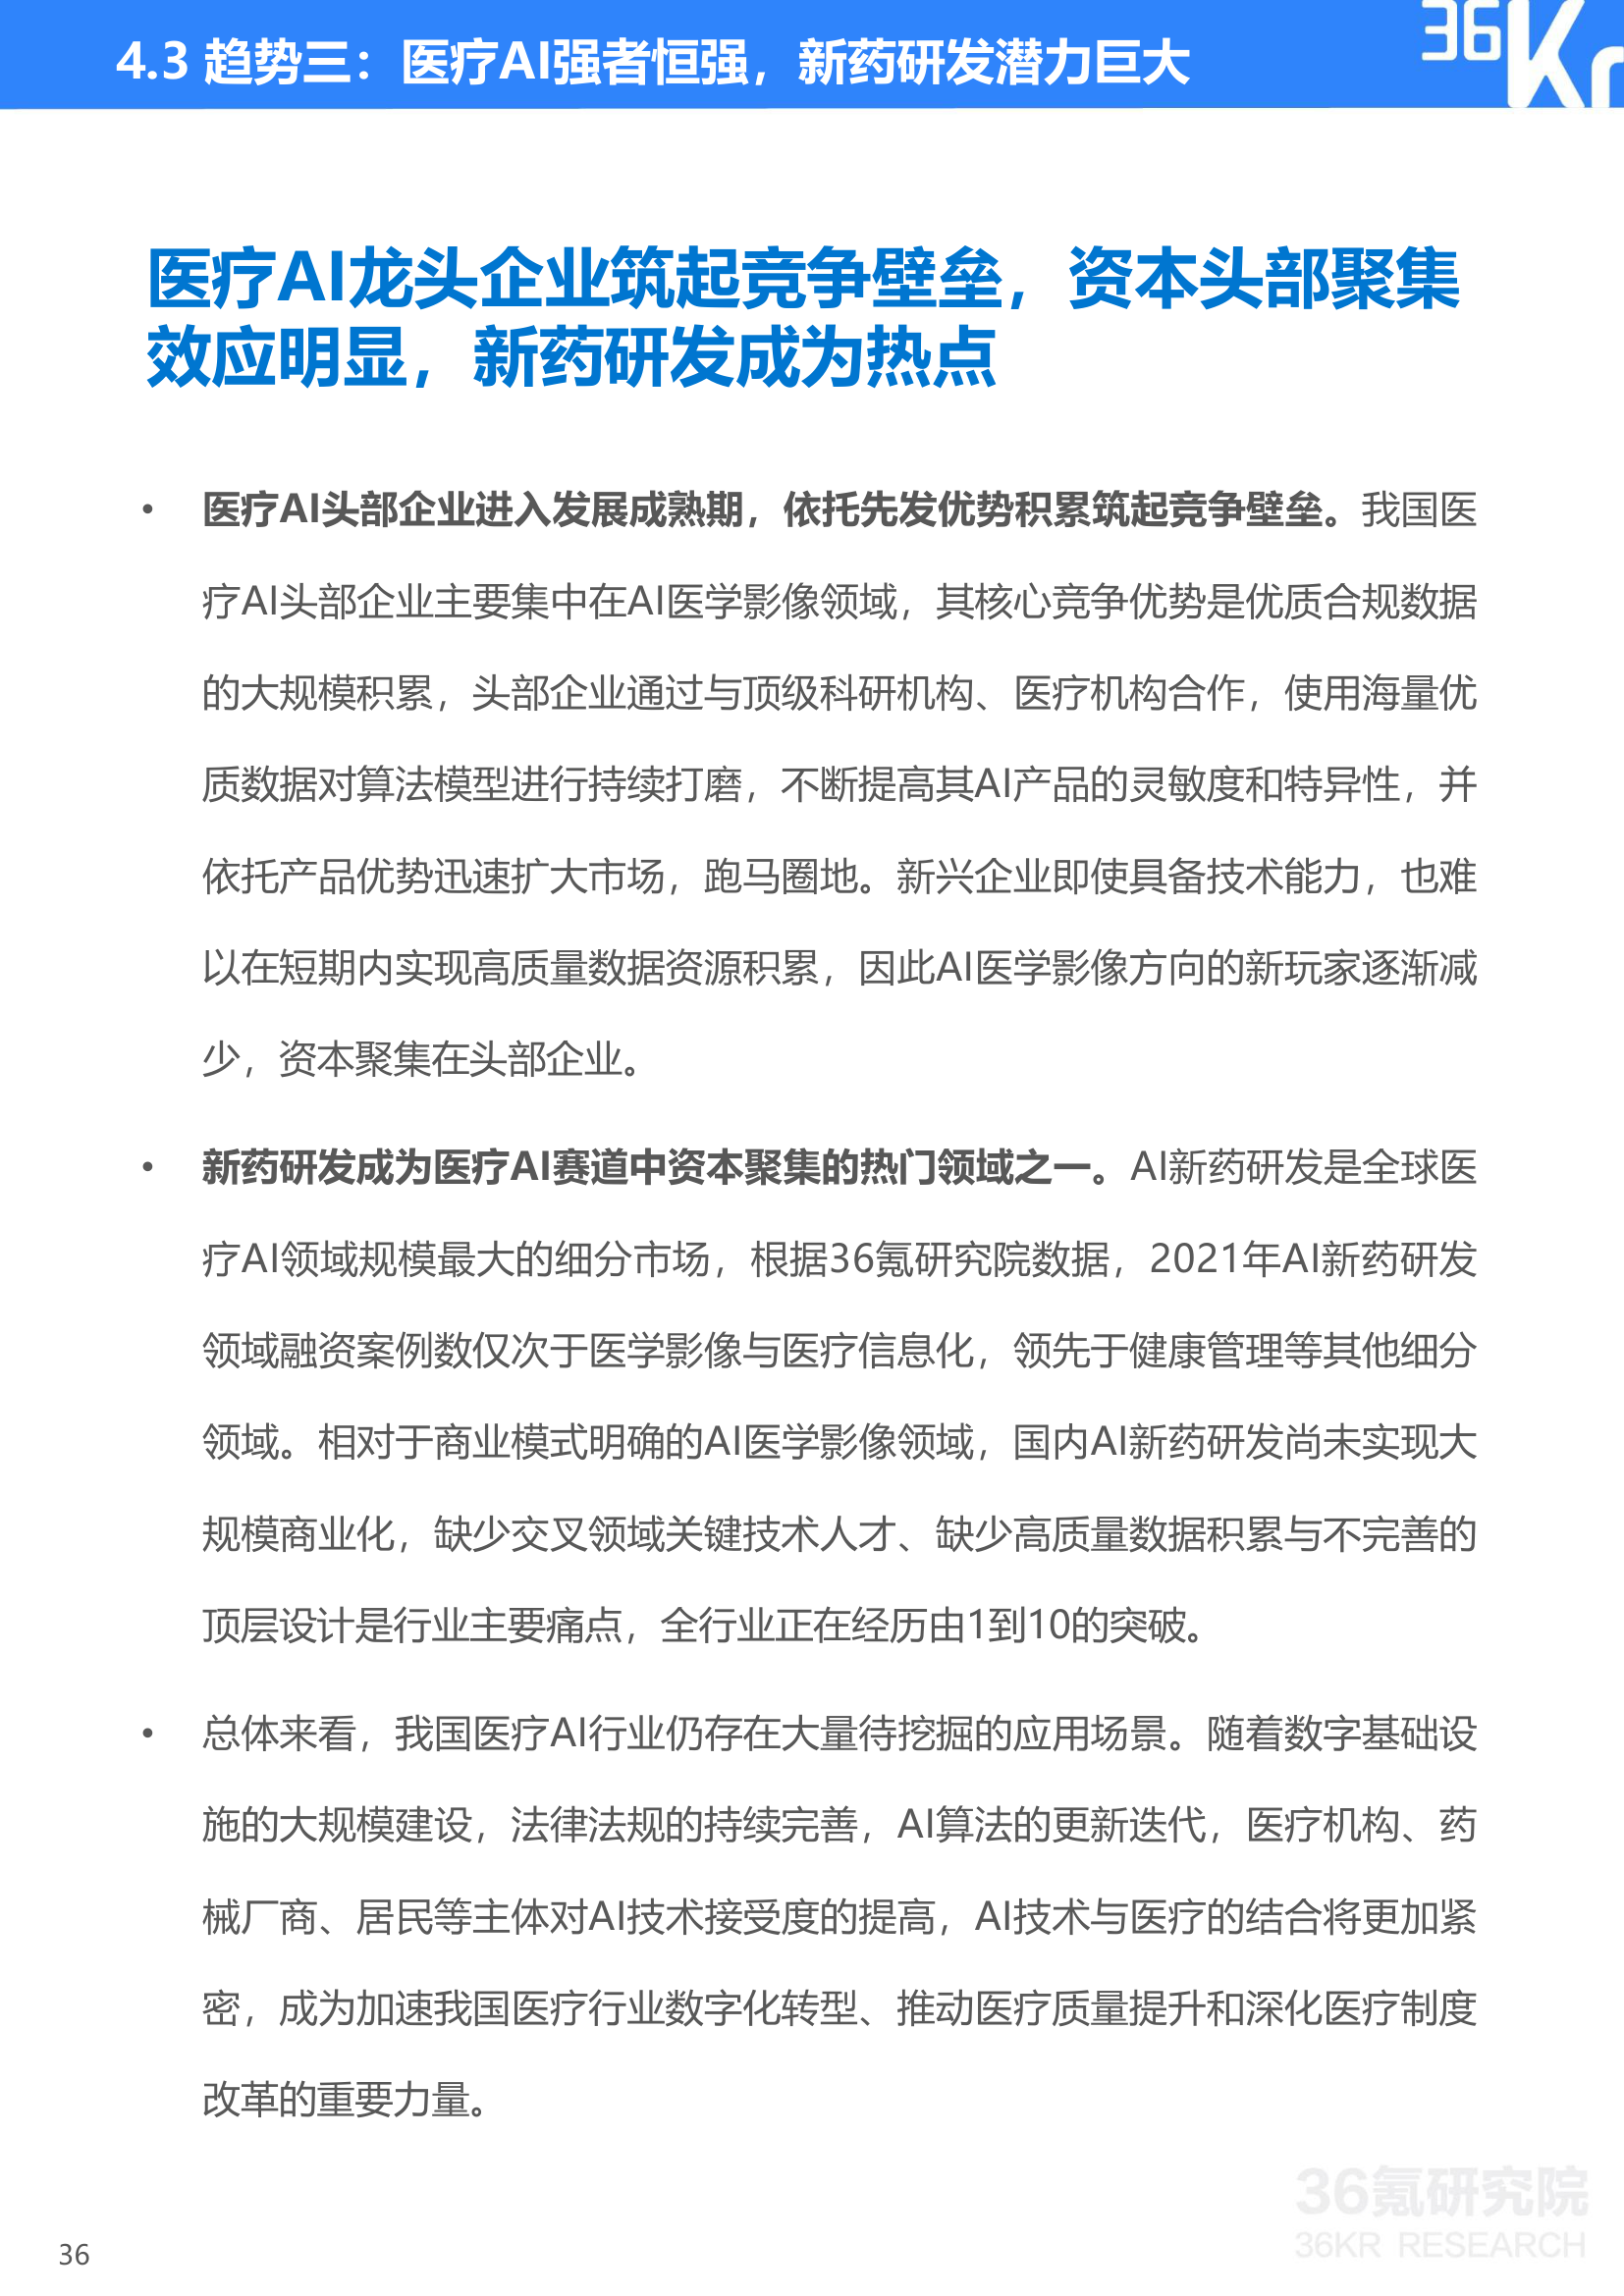 4.3 趋势三：医疗AI强者恒强，新药研发潜力巨大
36Kr
医疗AI龙头企业筑起竞争壁垒，资本头部聚集
效应明显，新药研发成为热点
• 医疗AI头部企业进入发展成熟期，依托先发优势积累筑起竞争壁垒。我国医
疗AI头部企业主要集中在AI医学影像领域，其核心竞争优势是优质合规数据
的大规模积累，头部企业通过与顶级科研机构、医疗机构合作，使用海量优
质数据对算法模型进行持续打磨，不断提高其AI产品的灵敏度和特异性，并
依托产品优势迅速扩大市场，跑马圈地。新兴企业即使具备技术能力，也难
以在短期内实现高质量数据资源积累，因此AI医学影像方向的新玩家逐渐减
少，资本聚集在头部企业。
• 新药研发成为医疗AI赛道中资本聚集的热门领域之一。AI新药研发是全球医
疗AI领域规模最大的细分市场，根据36氪研究院数据，2021年AI新药研发
领域融资案例数仅次于医学影像与医疗信息化，领先于健康管理等其他细分
领域。相对于商业模式明确的AI医学影像领域，国内AI新药研发尚未实现大
规模商业化，缺少交叉领域关键技术人才、缺少高质量数据积累与不完善的
顶层设计是行业主要痛点，全行业正在经历由1到10的突破。
• 总体来看，我国医疗AI行业仍存在大量待挖掘的应用场景。随着数字基础设
施的大规模建设，法律法规的持续完善，AI算法的更新迭代，医疗机构、药
械厂商、居民等主体对AI技术接受度的提高，AI技术与医疗的结合将更加紧
密，成为加速我国医疗行业数字化转型、推动医疗质量提升和深化医疗制度
改革的重要力量。
36氪研究院
36KR RESEARCH
36